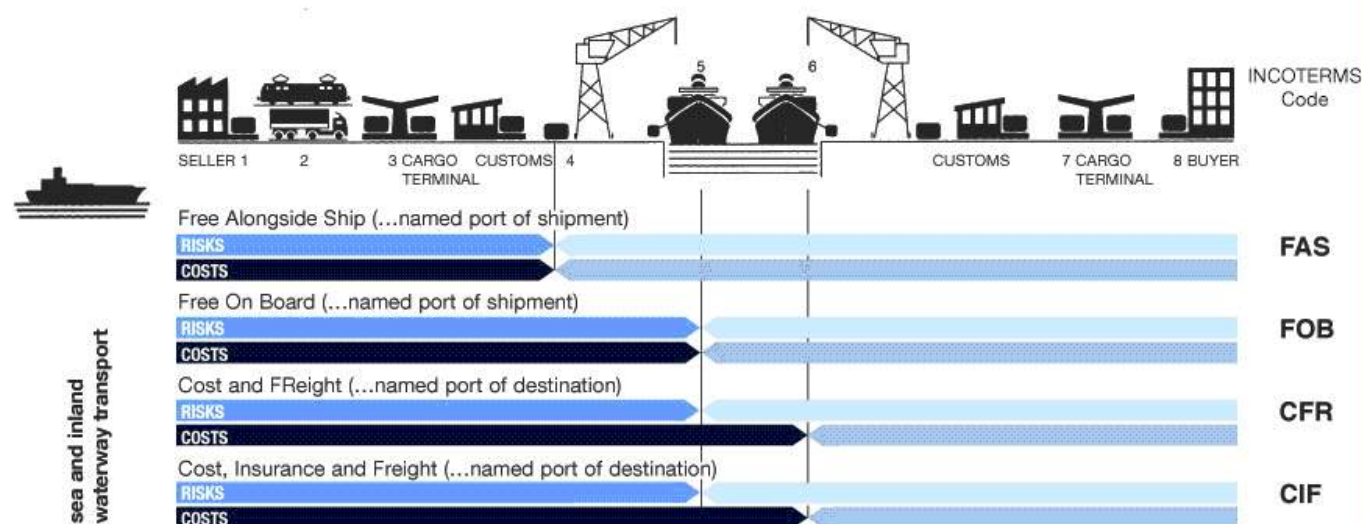 5 6
INCOTERMS
Code
SELLER 1 2 3 CARGO TERMINAL CUSTOMS 4 CUSTOMS 7 CARGO TERMINAL 8 BUYER
Free Alongside Ship (...named port of shipment)
RISKS
FAS
COSTS
Free On Board (...named port of shipment)
RISKS
FOB
COSTS
sea and inland
waterway transport
Cost and FReight (...named port of destination)
RISKS
CFR
COSTS
Cost, Insurance and Freight (...named port of destination)
RISKS
CIF
COSTS